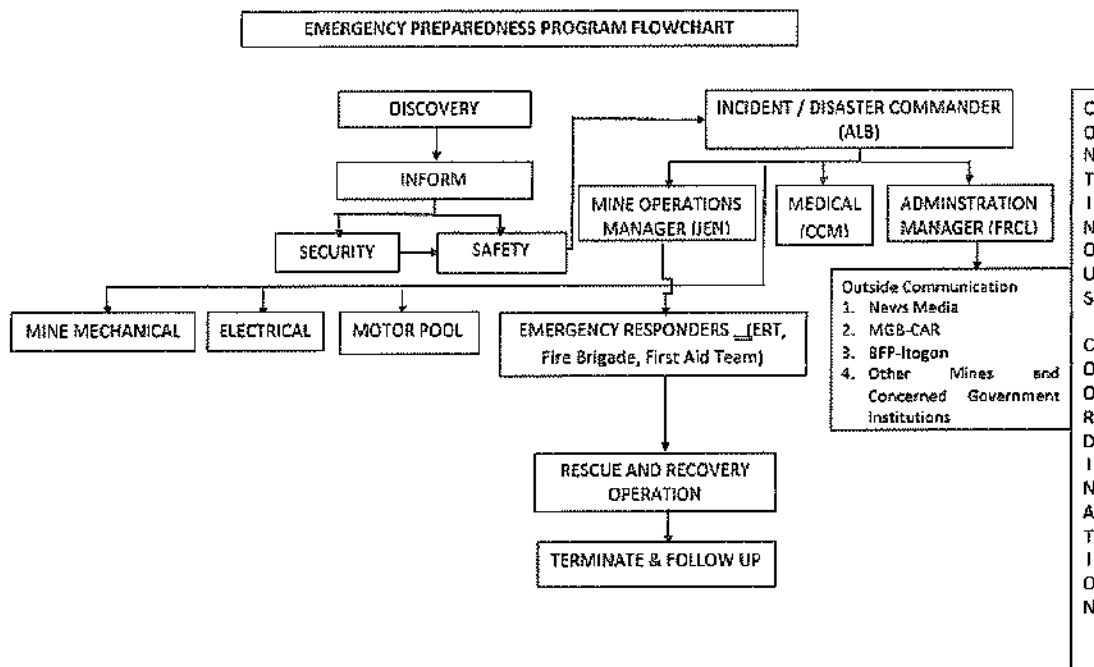 EMERGENCY PREPAREDNESS PROGRAM FLOWCHART
DISCOVERY
INFORM
SECURITY
SAFETY
INCIDENT / DISASTER COMMANDER
(ALB)
MINE OPERATIONS
MANAGER (JEN)
MEDICAL
(CCM)
ADMINSTRATION
MANAGER (FRCL)
MINE MECHANICAL
ELECTRICAL
MOTOR POOL
EMERGENCY RESPONDERS (ERT,
Fire Brigade, First Aid Team)
Outside Communication
1. News Media
2. MGB-CAR
3. BFP-Itogon
4. Other Mines and
Concerned Government
Institutions
RESCUE AND RECOVERY
OPERATION
TERMINATE & FOLLOW UP
C
O
N
T
I
N
O
U
S
C
O
O
R
D
I
N
A
T
I
O
N